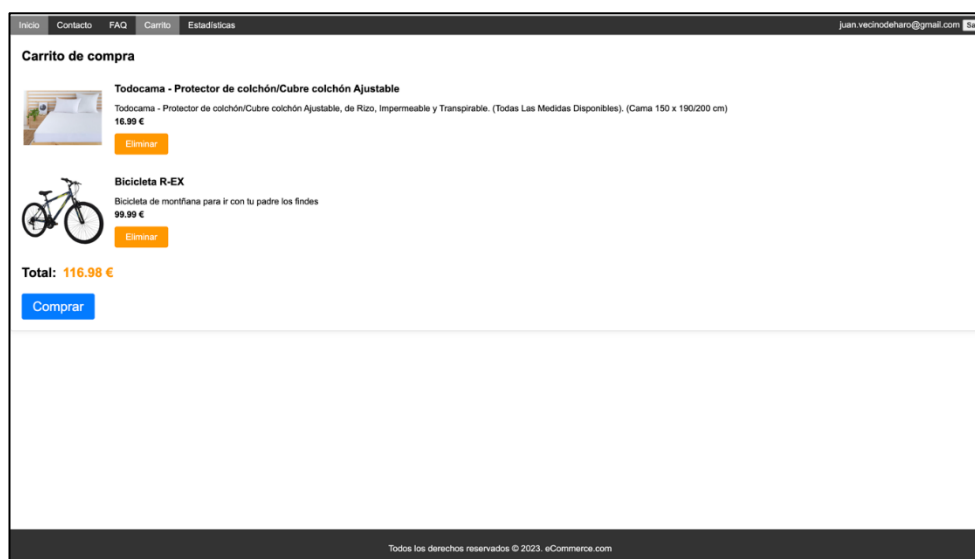 Inicio Contacto FAQ Carrito Estadísticas juan.vecinodeharo@gmail.com
Carrito de compra
Todocama - Protector de colchón/Cubre colchón Ajustable
Todocama - Protector de colchón/Cubre colchón Ajustable, de Rizo, Impermeable y Transpirable. (Todas Las Medidas Disponibles). (Cama 150 x 190/200 cm)
16.99 €
Eliminar
Bicicleta R-EX
Bicicleta de montñana para ir con tu padre los findes
99.99 €
Eliminar
Total: 116.98 €
Comprar
Todos los derechos reservados © 2023. eCommerce.com